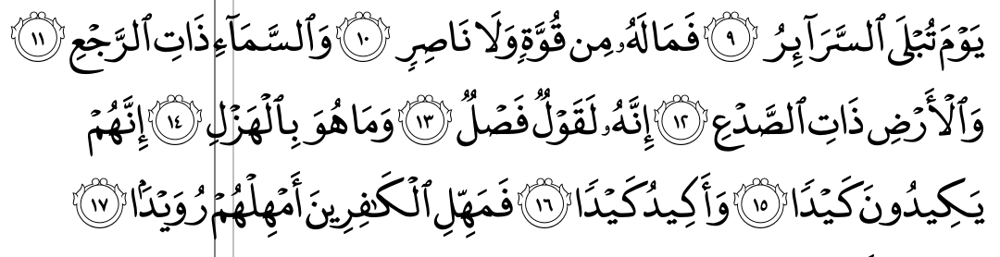 يَوْمَ تُبْلَى ٱلسَّرَآئِرُ ٩ فَمَا لَهُۥ مِن قُوَّةٍ وَلَا نَاصِرٍ ١٠ وَٱلسَّمَآءِ ذَاتِ ٱلرَّجْعِ ١١
وَٱلْأَرْضِ ذَاتِ ٱلصَّدْعِ ١٢ إِنَّهُۥ لَقَوْلٌ فَصْلٌ ١٣ وَمَا هُوَ بِٱلْهَزْلِ ١٤ إِنَّهُمْ
يَكِيدُونَ كَيْدًا ١٥ وَأَكِيدُ كَيْدًا ١٦ فَمَهِّلِ ٱلْكَٰفِرِينَ أَمْهِلْهُمْ رُوَيْدًۢا ١٧